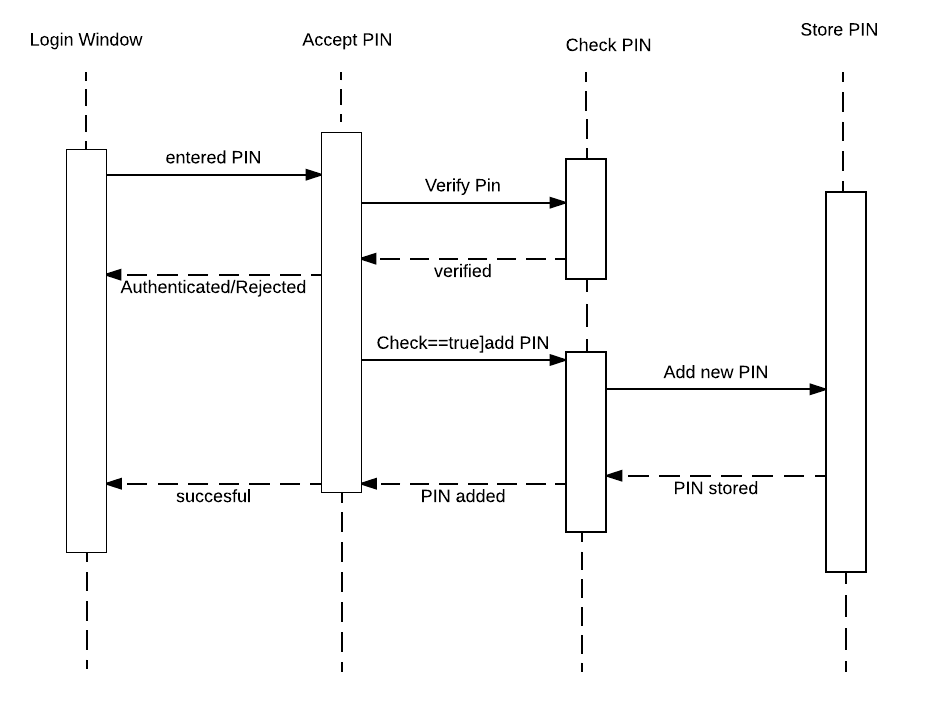 Login Window
Accept PIN
Check PIN
Store PIN
entered PIN
Verify Pin
verified
Authenticated/Rejected
Check==true]add PIN
Add new PIN
PIN stored
PIN added
succesful